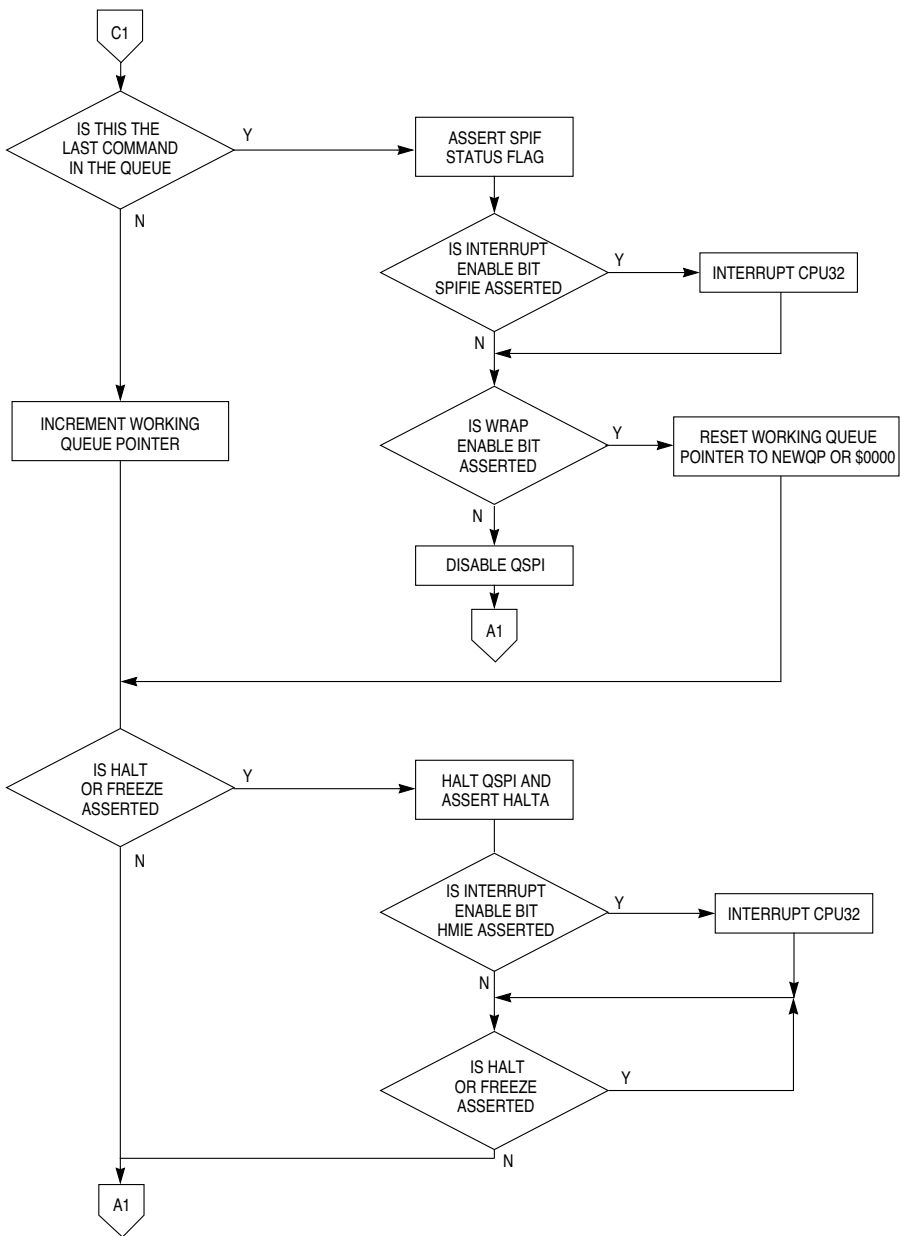 C1
IS THIS THE
LAST COMMAND
IN THE QUEUE
Y
N
ASSERT SPIF
STATUS FLAG
IS INTERRUPT
ENABLE BIT
SPIFIE ASSERTED
Y
N
INTERRUPT CPU32
INCREMENT WORKING
QUEUE POINTER
IS WRAP
ENABLE BIT
ASSERTED
Y
N
RESET WORKING QUEUE
POINTER TO NEWQP OR $0000
DISABLE QSPI
A1
IS HALT
OR FREEZE
ASSERTED
Y
N
HALT QSPI AND
ASSERT HALTA
IS INTERRUPT
ENABLE BIT
HMIE ASSERTED
Y
N
INTERRUPT CPU32
IS HALT
OR FREEZE
ASSERTED
Y
N
A1